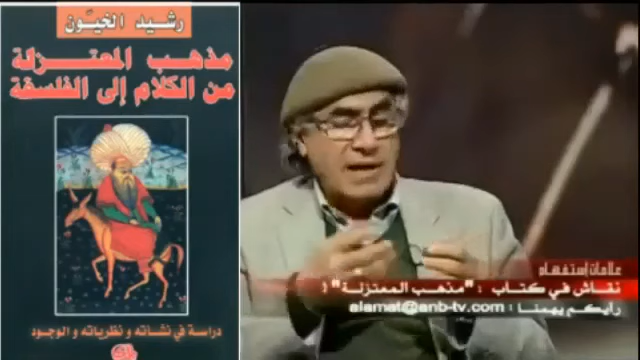 رشيد الخيّون
مذهب المعتزلة
من الكلام إلى الفلسفة
دراسة في نشأته و نظرياته و الوجود
علامات إستفهام
نقاش في كتاب : "مذهب المعتزلة" (
رأيكم يهمنا : alamat@anb-tv.com